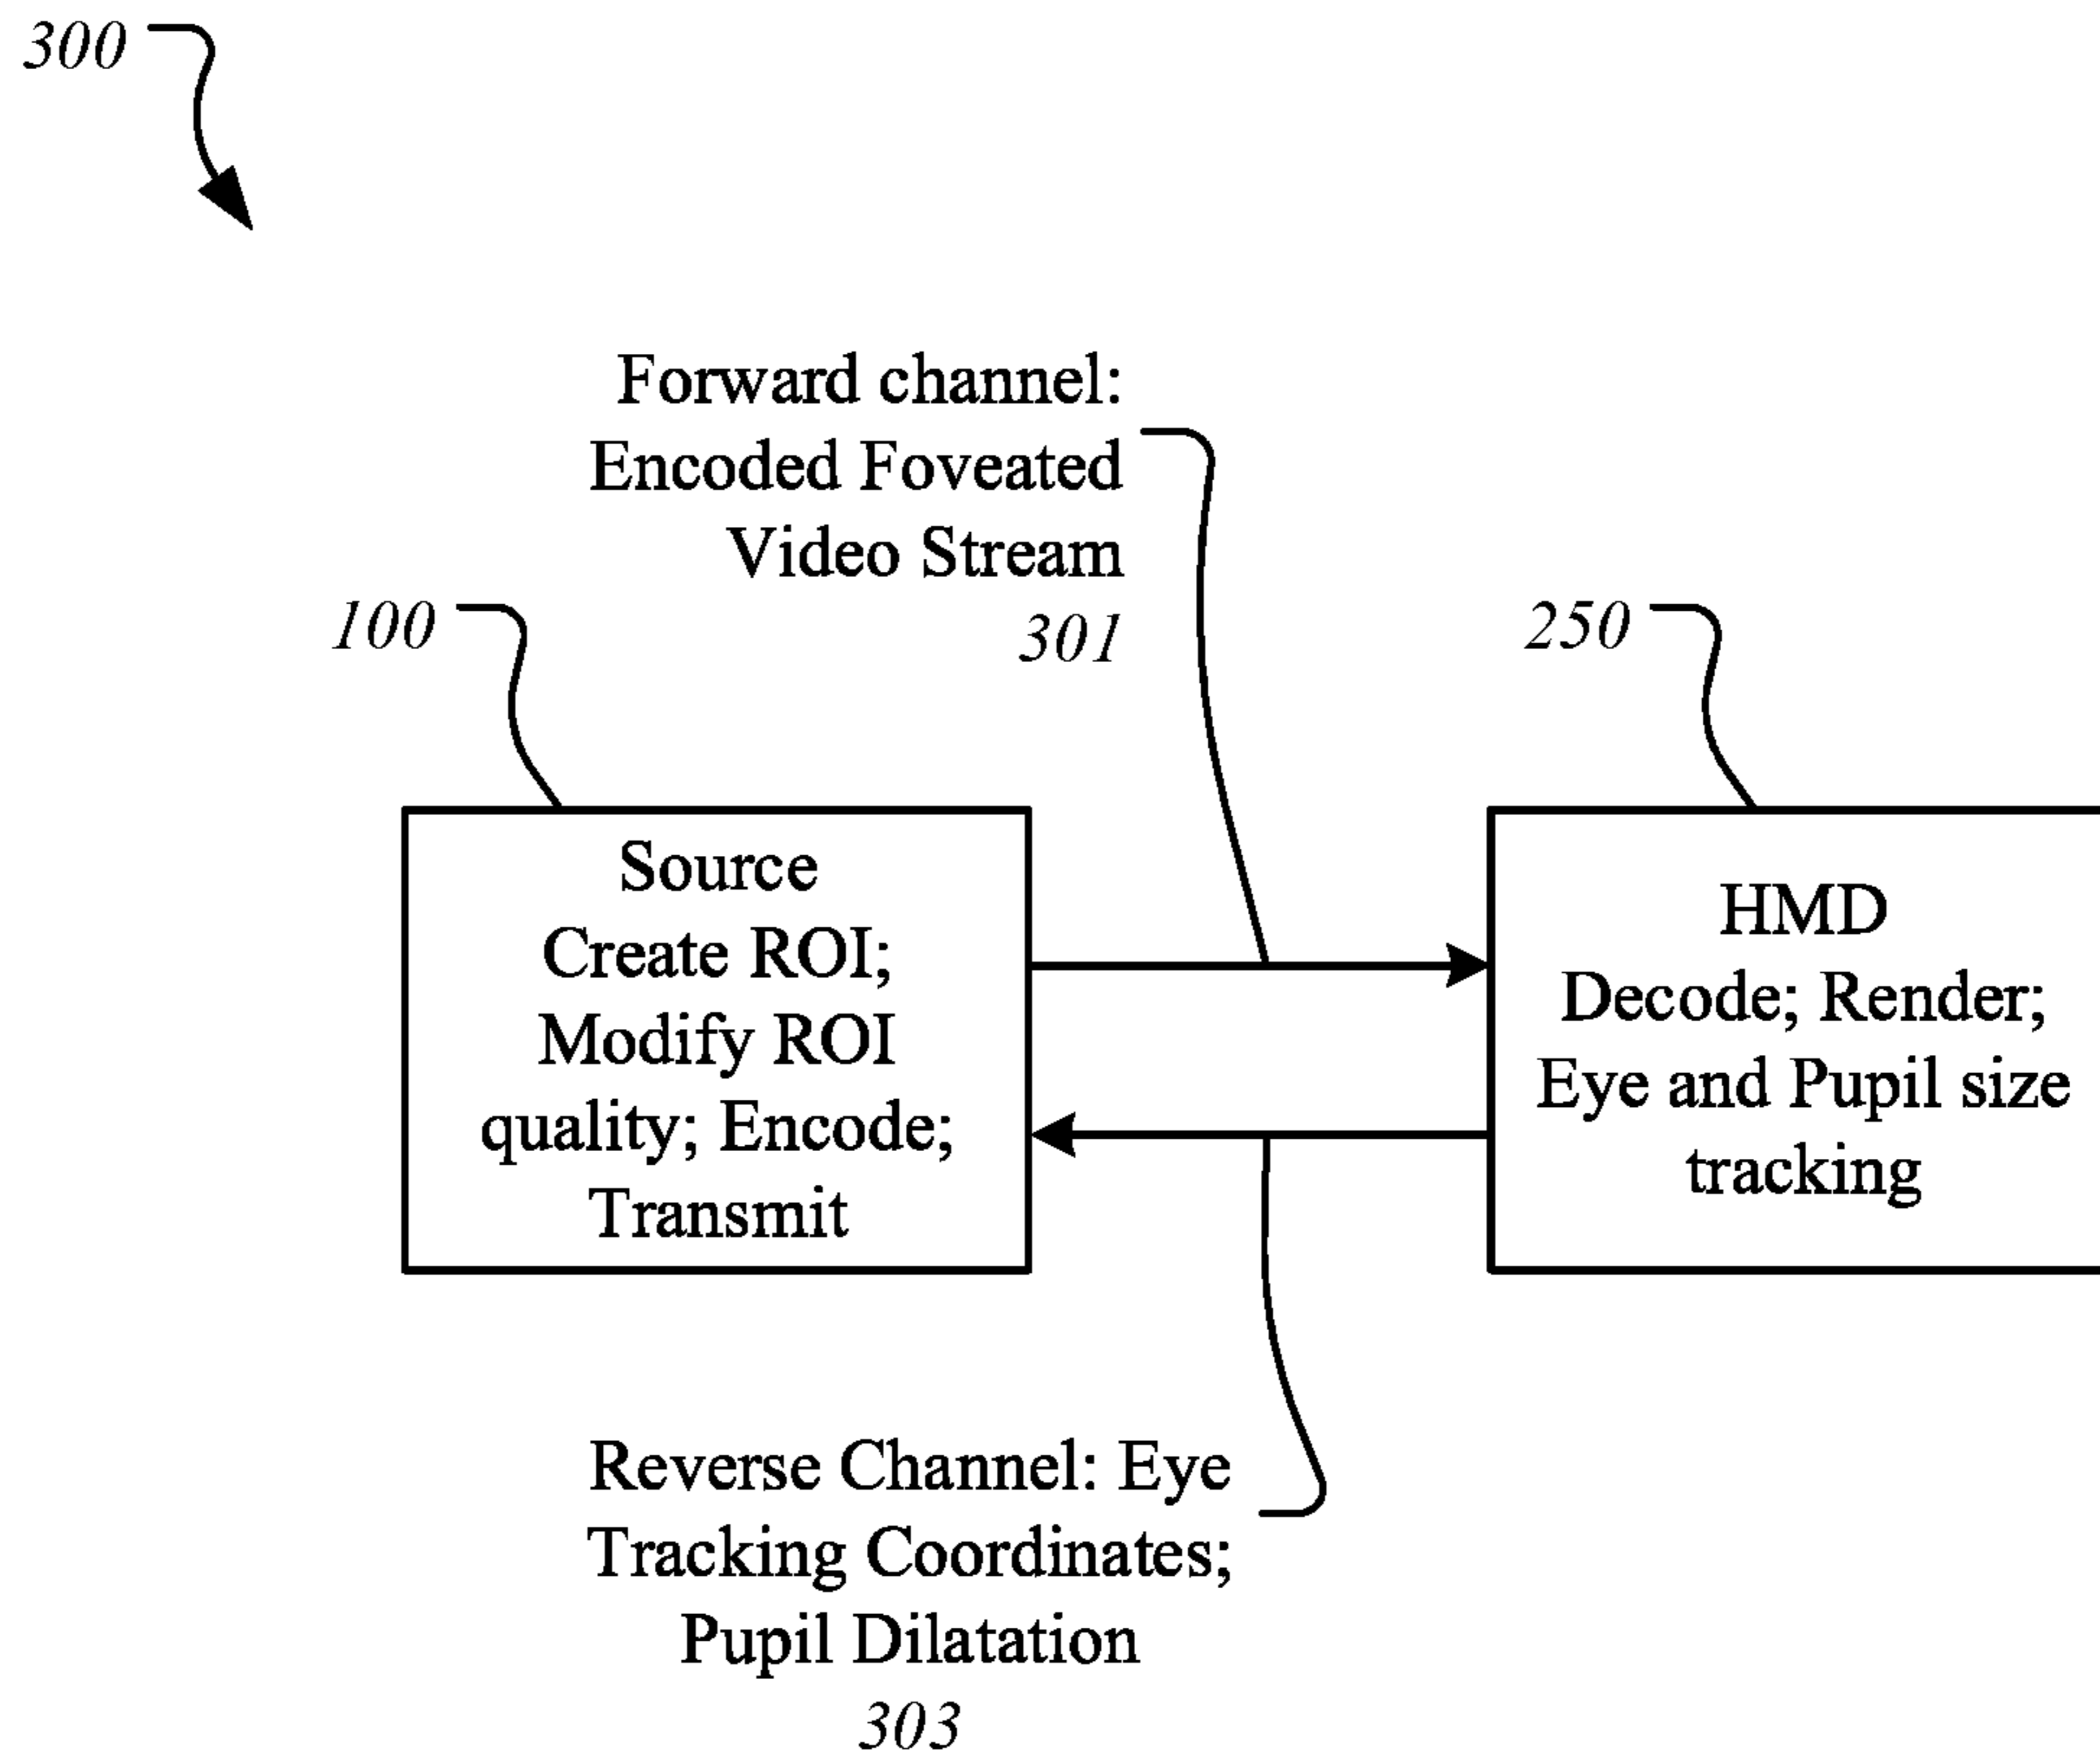 300
Forward channel:
Encoded Foveated
Video Stream
301
100
250
Source
Create ROI;
Modify ROI
quality; Encode;
Transmit
HMD
Decode; Render;
Eye and Pupil size
tracking
Reverse Channel: Eye
Tracking Coordinates;
Pupil Dilatation
303